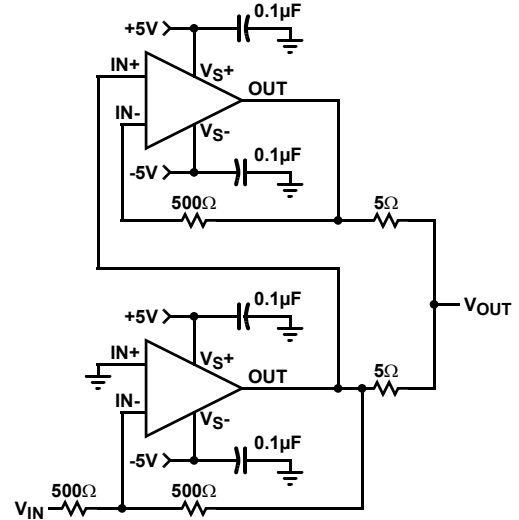 0.1µF
+5V
IN+
VS+
OUT
IN-
VS-
-5V
0.1µF
500Ω
5Ω
VOUT
0.1µF
+5V
IN+
VS+
OUT
5Ω
IN-
VS-
-5V
0.1µF
500Ω
500Ω
VIN